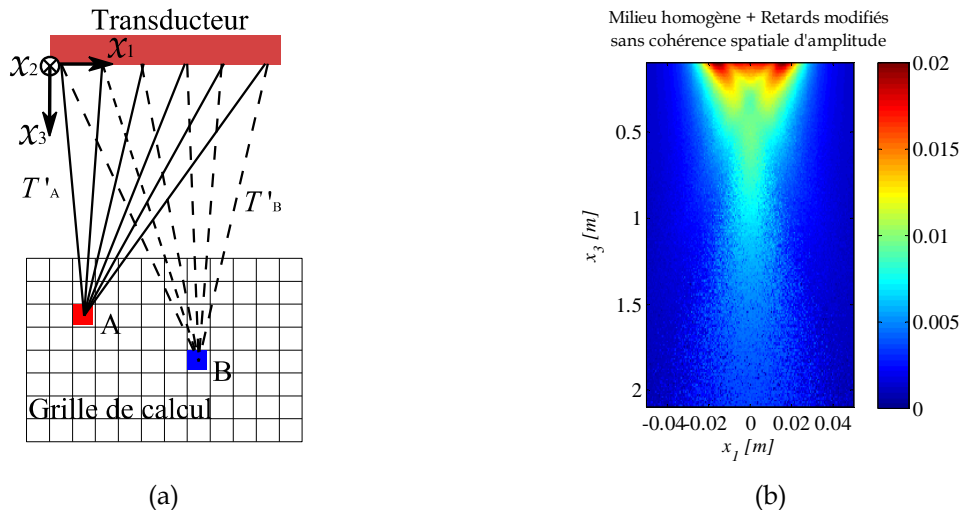 Transducteur
x1
x2
x3
T'A
T'B
A
B
Grille de calcul
(a)
Milieu homogène + Retards modifiés
sans cohérence spatiale d'amplitude
0.02
0.015
0.01
0.005
0
0.5
1
1.5
2
x3 [m]
-0.04 -0.02 0 0.02 0.04
x1 [m]
(b)